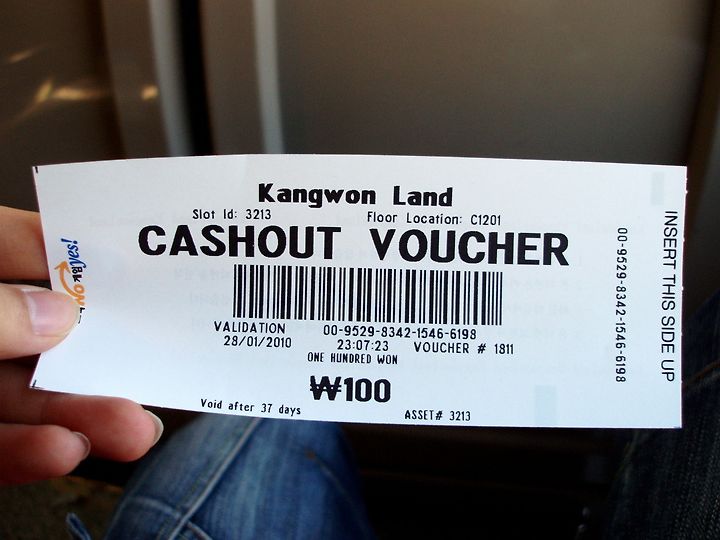 Kangwon Land
Slot Id: 3213 Floor Location: C1201
CASHOUT VOUCHER
VALIDATION 00-9529-8342-1546-6198
28/01/2010 23:07:23 VOUCHER # 1811
ONE HUNDRED WON
₩100
Void after 37 days ASSET# 3213
00-9529-8342-1546-6198
INSERT THIS SIDE UP
yes!